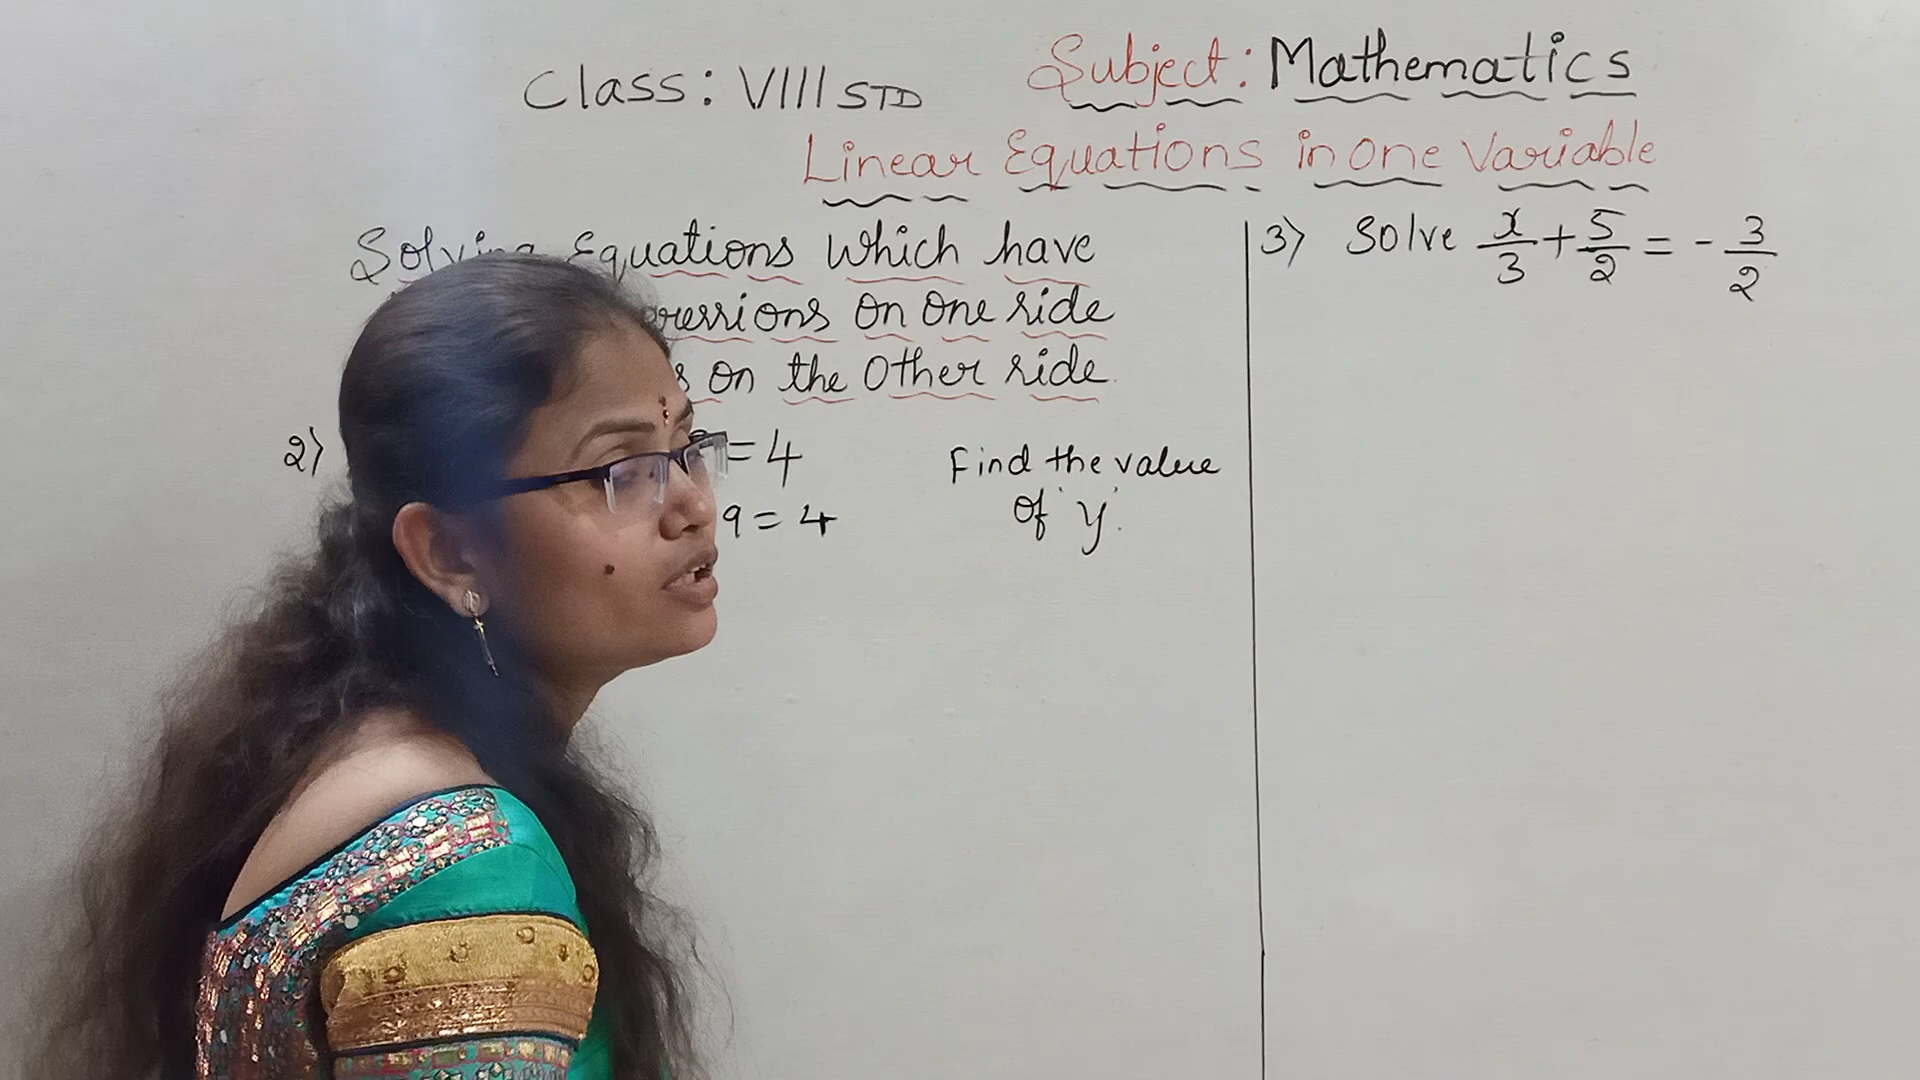 Class: VIII STD
Subject: Mathematics
Linear Equations in one Variable
Solving Equations which have
on one side
on the other side
2) = 4
9 = 4
Find the value
of 'y'.
3) Solve x/3 + 5/2 = - 3/2